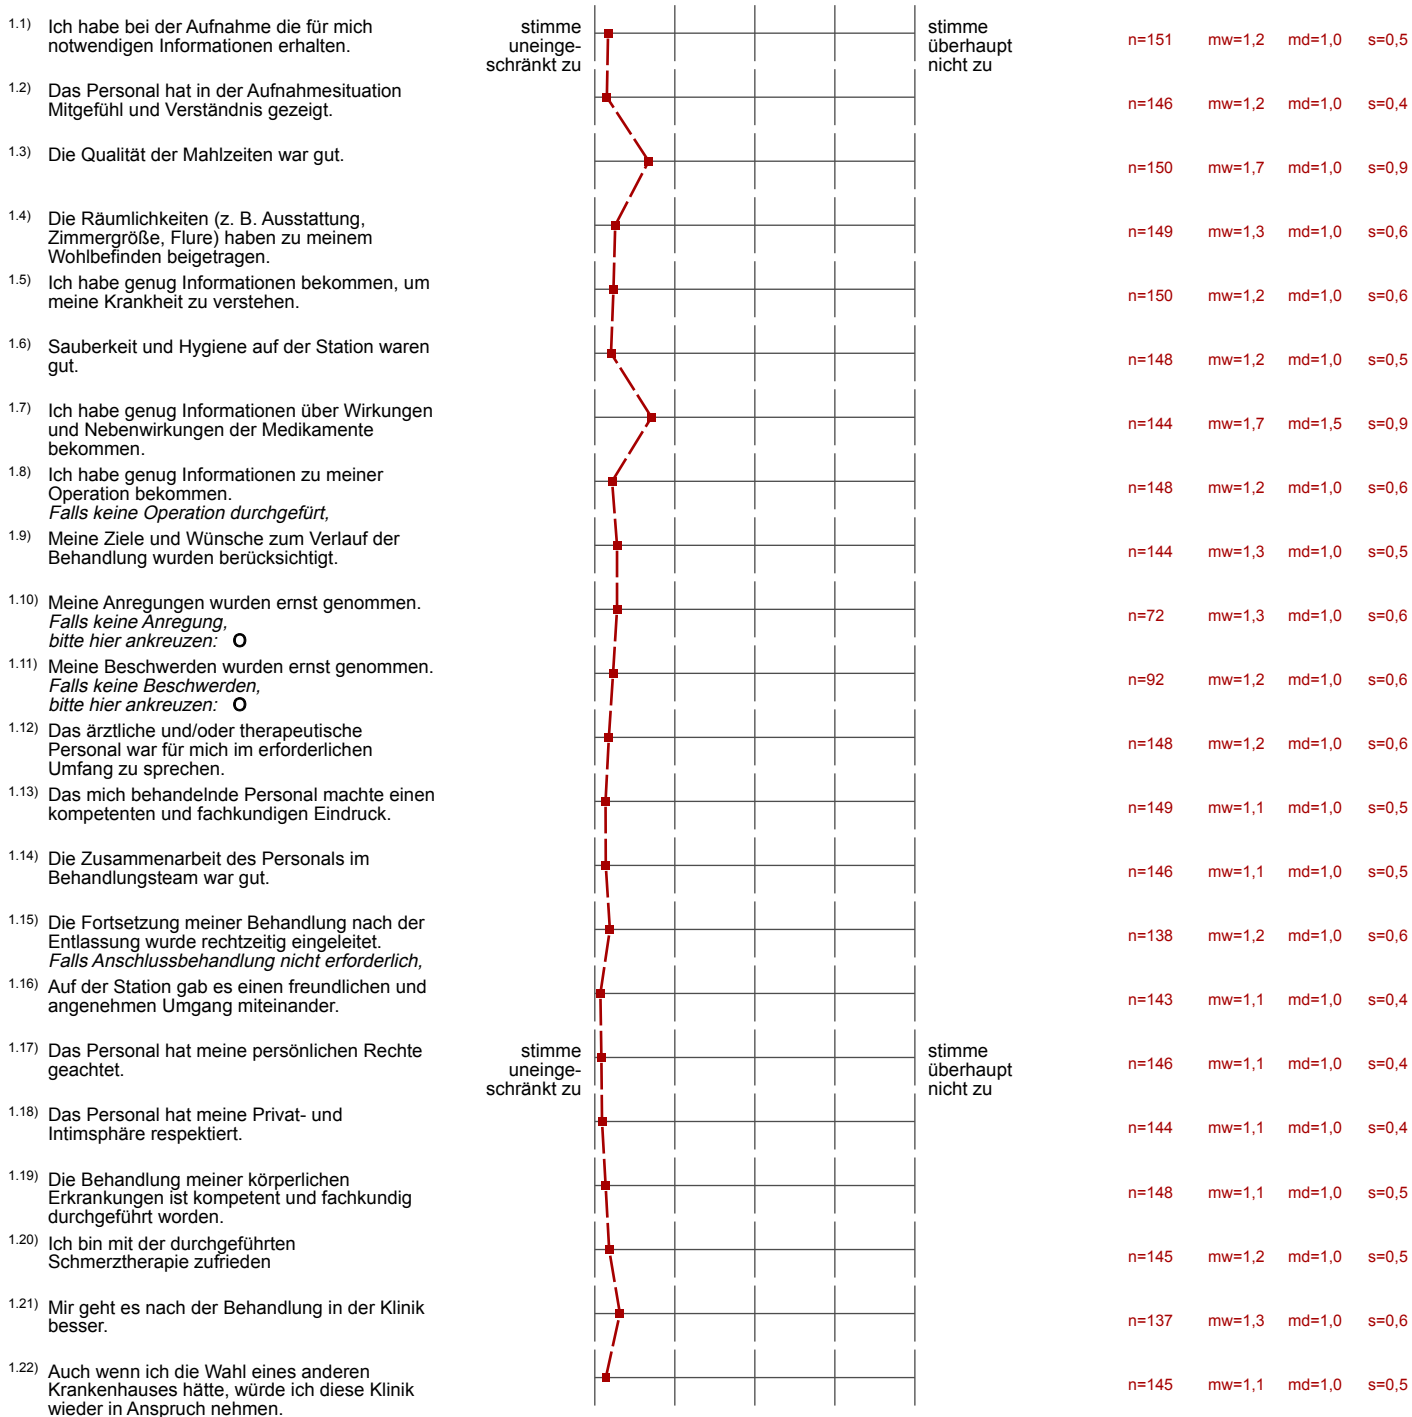 1.1) Ich habe bei der Aufnahme die für mich
notwendigen Informationen erhalten.
stimme
uneinge-
schränkt zu
stimme
überhaupt
nicht zu
n=151 mw=1,2 md=1,0 s=0,5
1.2) Das Personal hat in der Aufnahmesituation
Mitgefühl und Verständnis gezeigt.
n=146 mw=1,2 md=1,0 s=0,4
1.3) Die Qualität der Mahlzeiten war gut.
n=150 mw=1,7 md=1,0 s=0,9
1.4) Die Räumlichkeiten (z. B. Ausstattung,
Zimmergröße, Flure) haben zu meinem
Wohlbefinden beigetragen.
n=149 mw=1,3 md=1,0 s=0,6
1.5) Ich habe genug Informationen bekommen, um
meine Krankheit zu verstehen.
n=150 mw=1,2 md=1,0 s=0,6
1.6) Sauberkeit und Hygiene auf der Station waren
gut.
n=148 mw=1,2 md=1,0 s=0,5
1.7) Ich habe genug Informationen über Wirkungen
und Nebenwirkungen der Medikamente
bekommen.
n=144 mw=1,7 md=1,5 s=0,9
1.8) Ich habe genug Informationen zu meiner
Operation bekommen.
Falls keine Operation durchgefürt,
n=148 mw=1,2 md=1,0 s=0,6
1.9) Meine Ziele und Wünsche zum Verlauf der
Behandlung wurden berücksichtigt.
n=144 mw=1,3 md=1,0 s=0,5
1.10) Meine Anregungen wurden ernst genommen.
Falls keine Anregung,
bitte hier ankreuzen: O
n=72 mw=1,3 md=1,0 s=0,6
1.11) Meine Beschwerden wurden ernst genommen.
Falls keine Beschwerden,
bitte hier ankreuzen: O
n=92 mw=1,2 md=1,0 s=0,6
1.12) Das ärztliche und/oder therapeutische
Personal war für mich im erforderlichen
Umfang zu sprechen.
n=148 mw=1,2 md=1,0 s=0,6
1.13) Das mich behandelnde Personal machte einen
kompetenten und fachkundigen Eindruck.
n=149 mw=1,1 md=1,0 s=0,5
1.14) Die Zusammenarbeit des Personals im
Behandlungsteam war gut.
n=146 mw=1,1 md=1,0 s=0,5
1.15) Die Fortsetzung meiner Behandlung nach der
Entlassung wurde rechtzeitig eingeleitet.
Falls Anschlussbehandlung nicht erforderlich,
n=138 mw=1,2 md=1,0 s=0,6
1.16) Auf der Station gab es einen freundlichen und
angenehmen Umgang miteinander.
n=143 mw=1,1 md=1,0 s=0,4
1.17) Das Personal hat meine persönlichen Rechte
geachtet.
stimme
uneinge-
schränkt zu
stimme
überhaupt
nicht zu
n=146 mw=1,1 md=1,0 s=0,4
1.18) Das Personal hat meine Privat- und
Intimsphäre respektiert.
n=144 mw=1,1 md=1,0 s=0,4
1.19) Die Behandlung meiner körperlichen
Erkrankungen ist kompetent und fachkundig
durchgeführt worden.
n=148 mw=1,1 md=1,0 s=0,5
1.20) Ich bin mit der durchgeführten
Schmerztherapie zufrieden
n=145 mw=1,2 md=1,0 s=0,5
1.21) Mir geht es nach der Behandlung in der Klinik
besser.
n=137 mw=1,3 md=1,0 s=0,6
1.22) Auch wenn ich die Wahl eines anderen
Krankenhauses hätte, würde ich diese Klinik
wieder in Anspruch nehmen.
n=145 mw=1,1 md=1,0 s=0,5